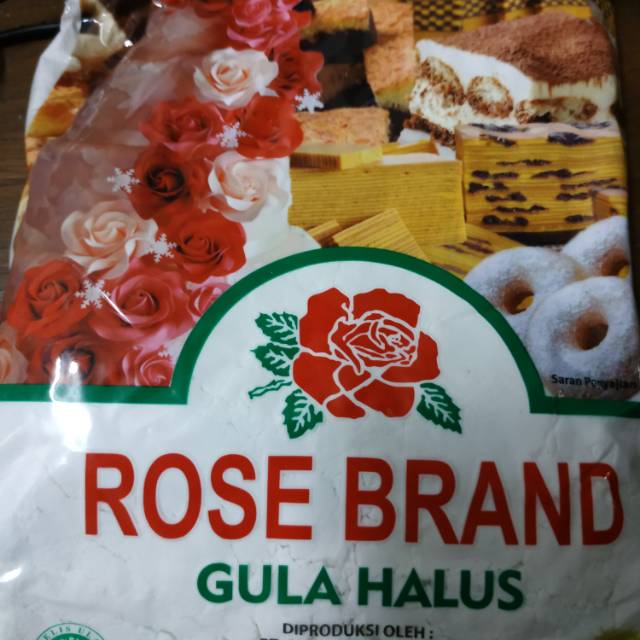 Saran Penyajian
ROSE BRAND
GULA HALUS
DIPRODUKSI OLEH :